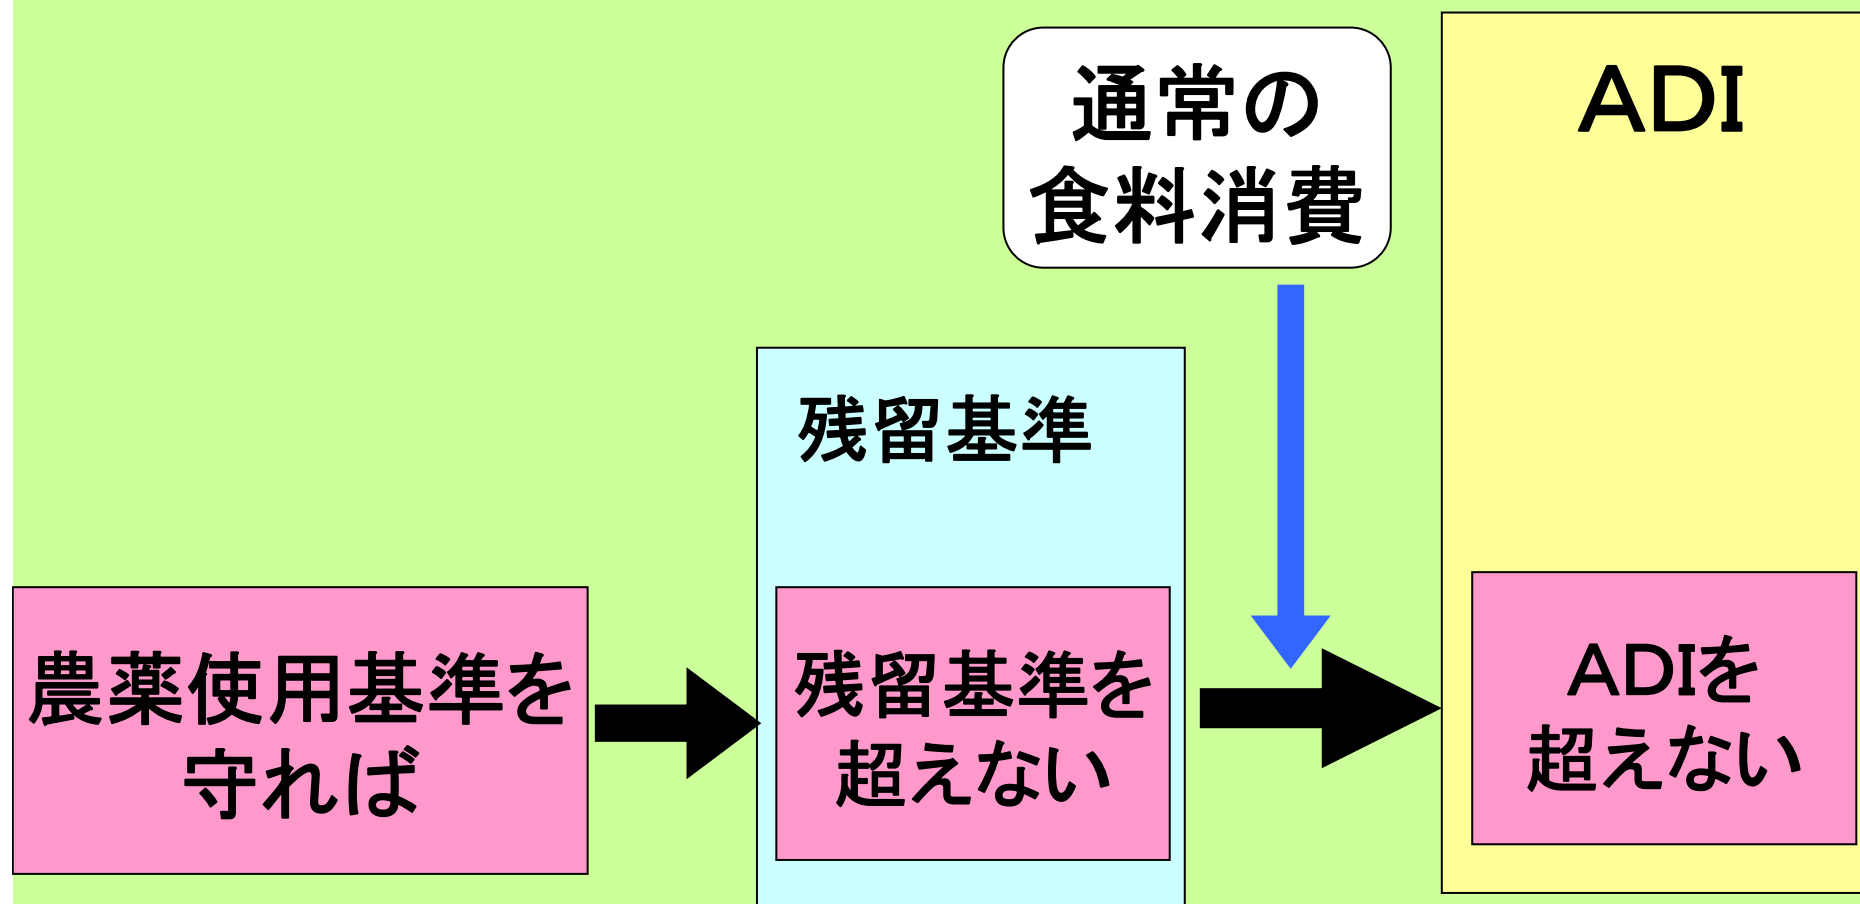 通常の
食料消費
ADI
残留基準
農薬使用基準を
守れば
残留基準を
超えない
ADIを
超えない